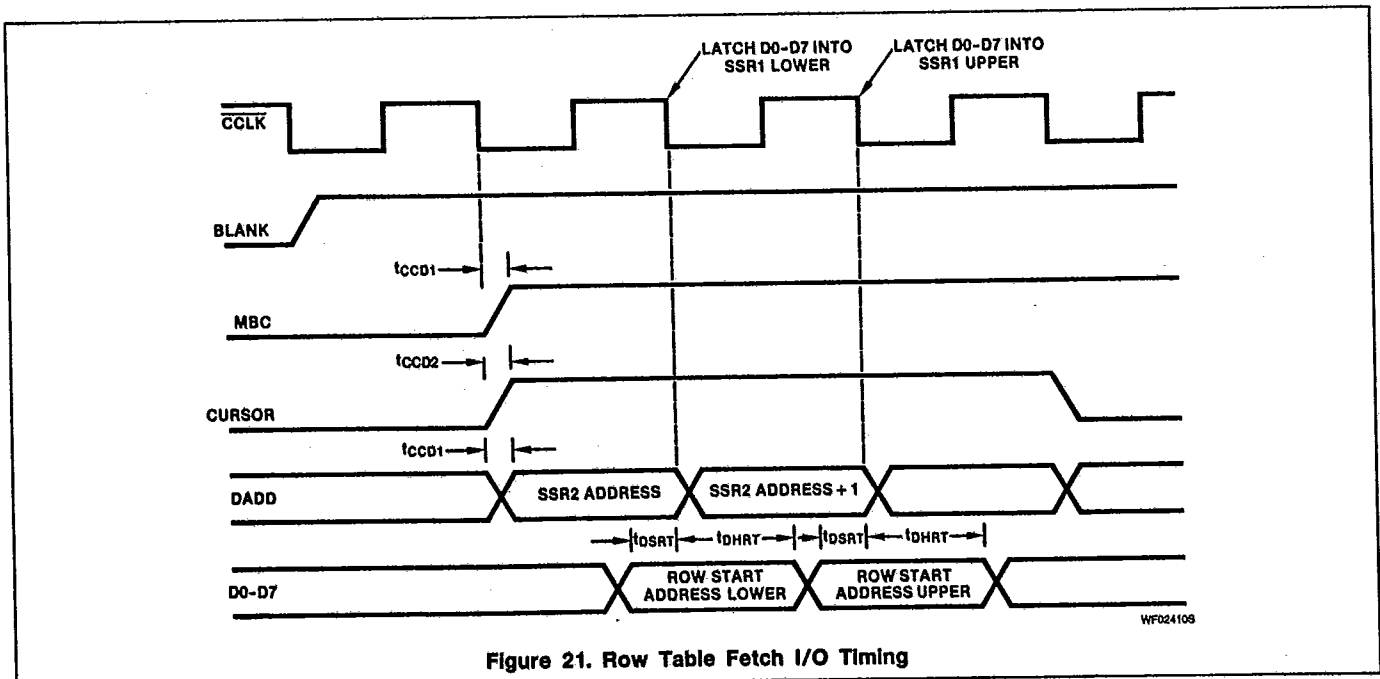 LATCH D0-D7 INTO
SSR1 LOWER
LATCH D0-D7 INTO
SSR1 UPPER
CCLK
BLANK
tCCD1
MBC
tCCD2
CURSOR
tCCD1
DADD
SSR2 ADDRESS
SSR2 ADDRESS + 1
tDSRT
tDHRT
tDSRT
tDHRT
D0-D7
ROW START
ADDRESS LOWER
ROW START
ADDRESS UPPER
WF02410S
Figure 21. Row Table Fetch I/O Timing